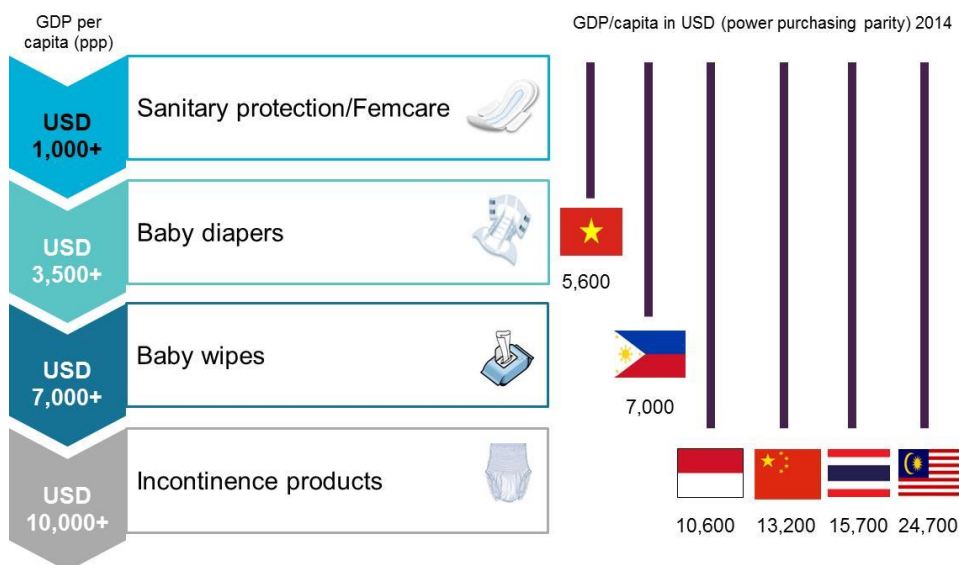 GDP per
capita (ppp)
GDP/capita in USD (power purchasing parity) 2014
USD
1,000+
Sanitary protection/Femcare
USD
3,500+
Baby diapers
5,600
USD
7,000+
Baby wipes
7,000
USD
10,000+
Incontinence products
10,600
13,200
15,700
24,700